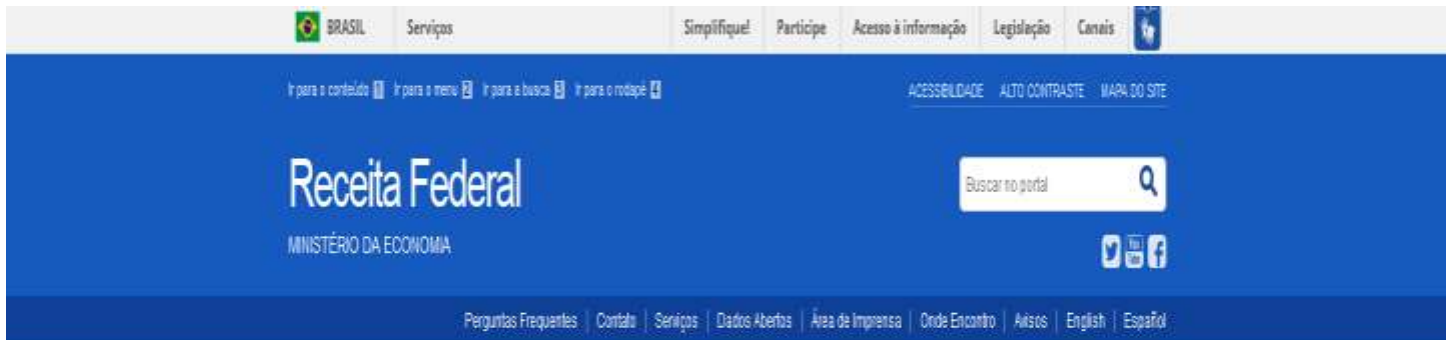 BRASIL Serviços Simplifique! Participe Acesso à informação Legislação Canais
Ir para o conteúdo 1 Ir para o menu 2 Ir para a busca 3 Ir para o rodapé 4 ACESSIBILIDADE ALTO CONTRASTE MAPA DO SITE
Receita Federal
Buscar no portal
MINISTÉRIO DA ECONOMIA
You Tube
Perguntas Frequentes | Contato | Serviços | Dados Abertos | Área de Imprensa | Onde Encontro | Avisos | English | Español